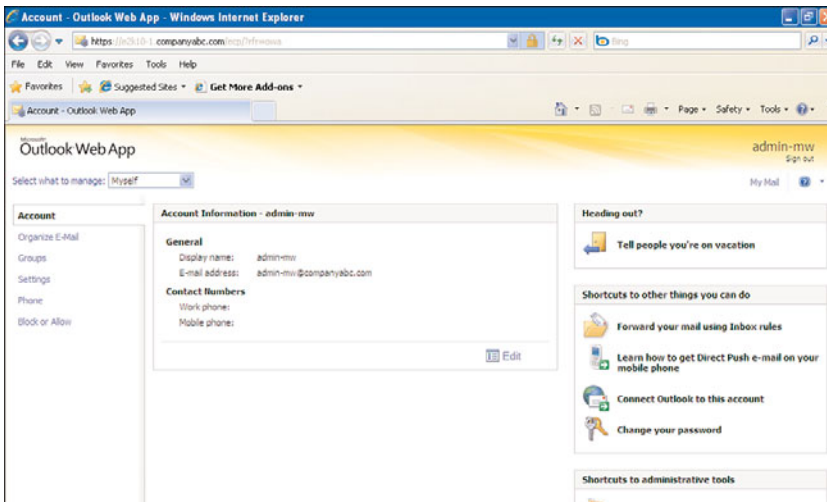 Account - Outlook Web App - Windows Internet Explorer
companyabc.com
Bing
File Edit View Favorites Tools Help
Favorites Suggested Sites Get More Add-ons
Account - Outlook Web App
Page Safety Tools
Microsoft
Outlook Web App
admin-mw
Sign out
Select what to manage: Myself
My Mail
Account
Organize E-Mail
Groups
Settings
Phone
Block or Allow
Account Information - admin-mw
General
Display name: admin-mw
E-mail address: admin-mw@companyabc.com
Contact Numbers
Work phone:
Mobile phone:
Edit
Heading out?
Tell people you're on vacation
Shortcuts to other things you can do
Forward your mail using Inbox rules
Learn how to get Direct Push e-mail on your
mobile phone
Connect Outlook to this account
Change your password
Shortcuts to administrative tools